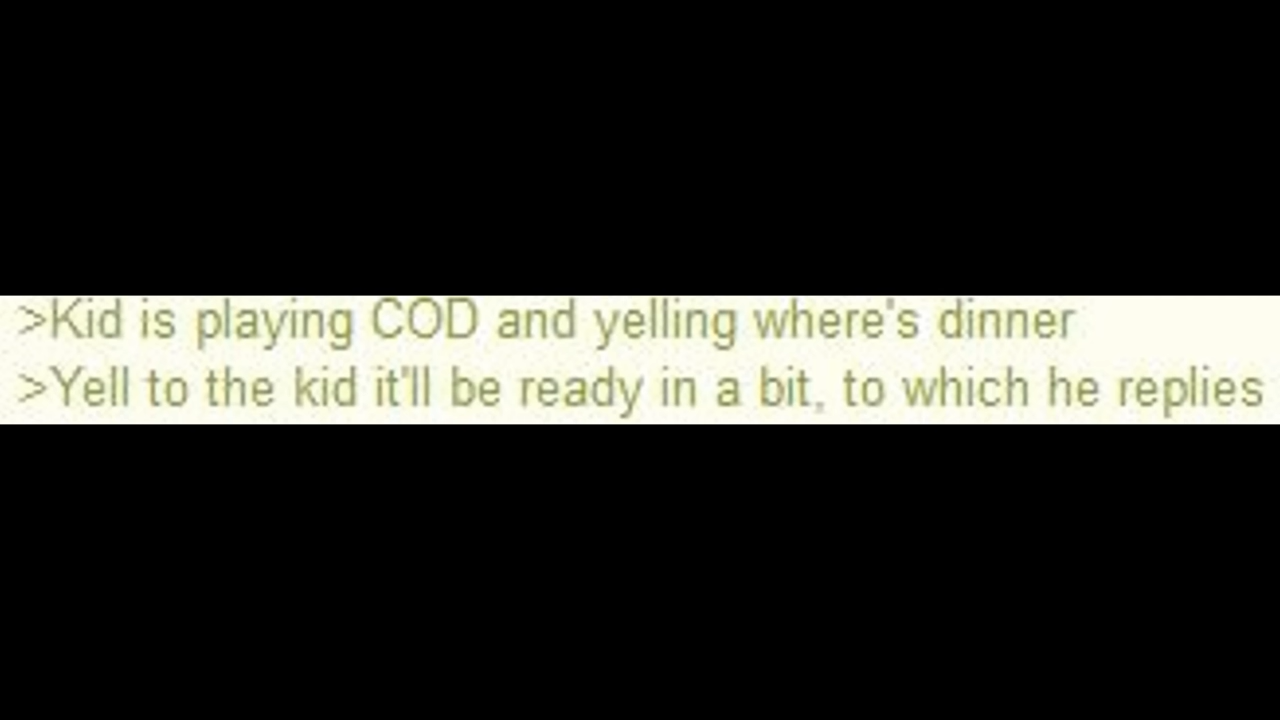 >Kid is playing COD and yelling where's dinner
>Yell to the kid it'll be ready in a bit, to which he replies